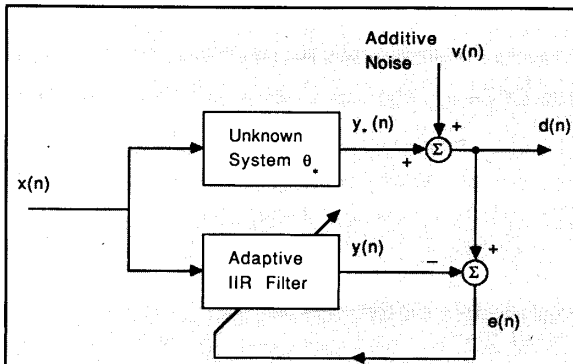 Additive
Noise
v(n)
Unknown
System θ*
y*(n)
+
+
Σ
d(n)
x(n)
Adaptive
IIR Filter
y(n)
−
+
Σ
e(n)